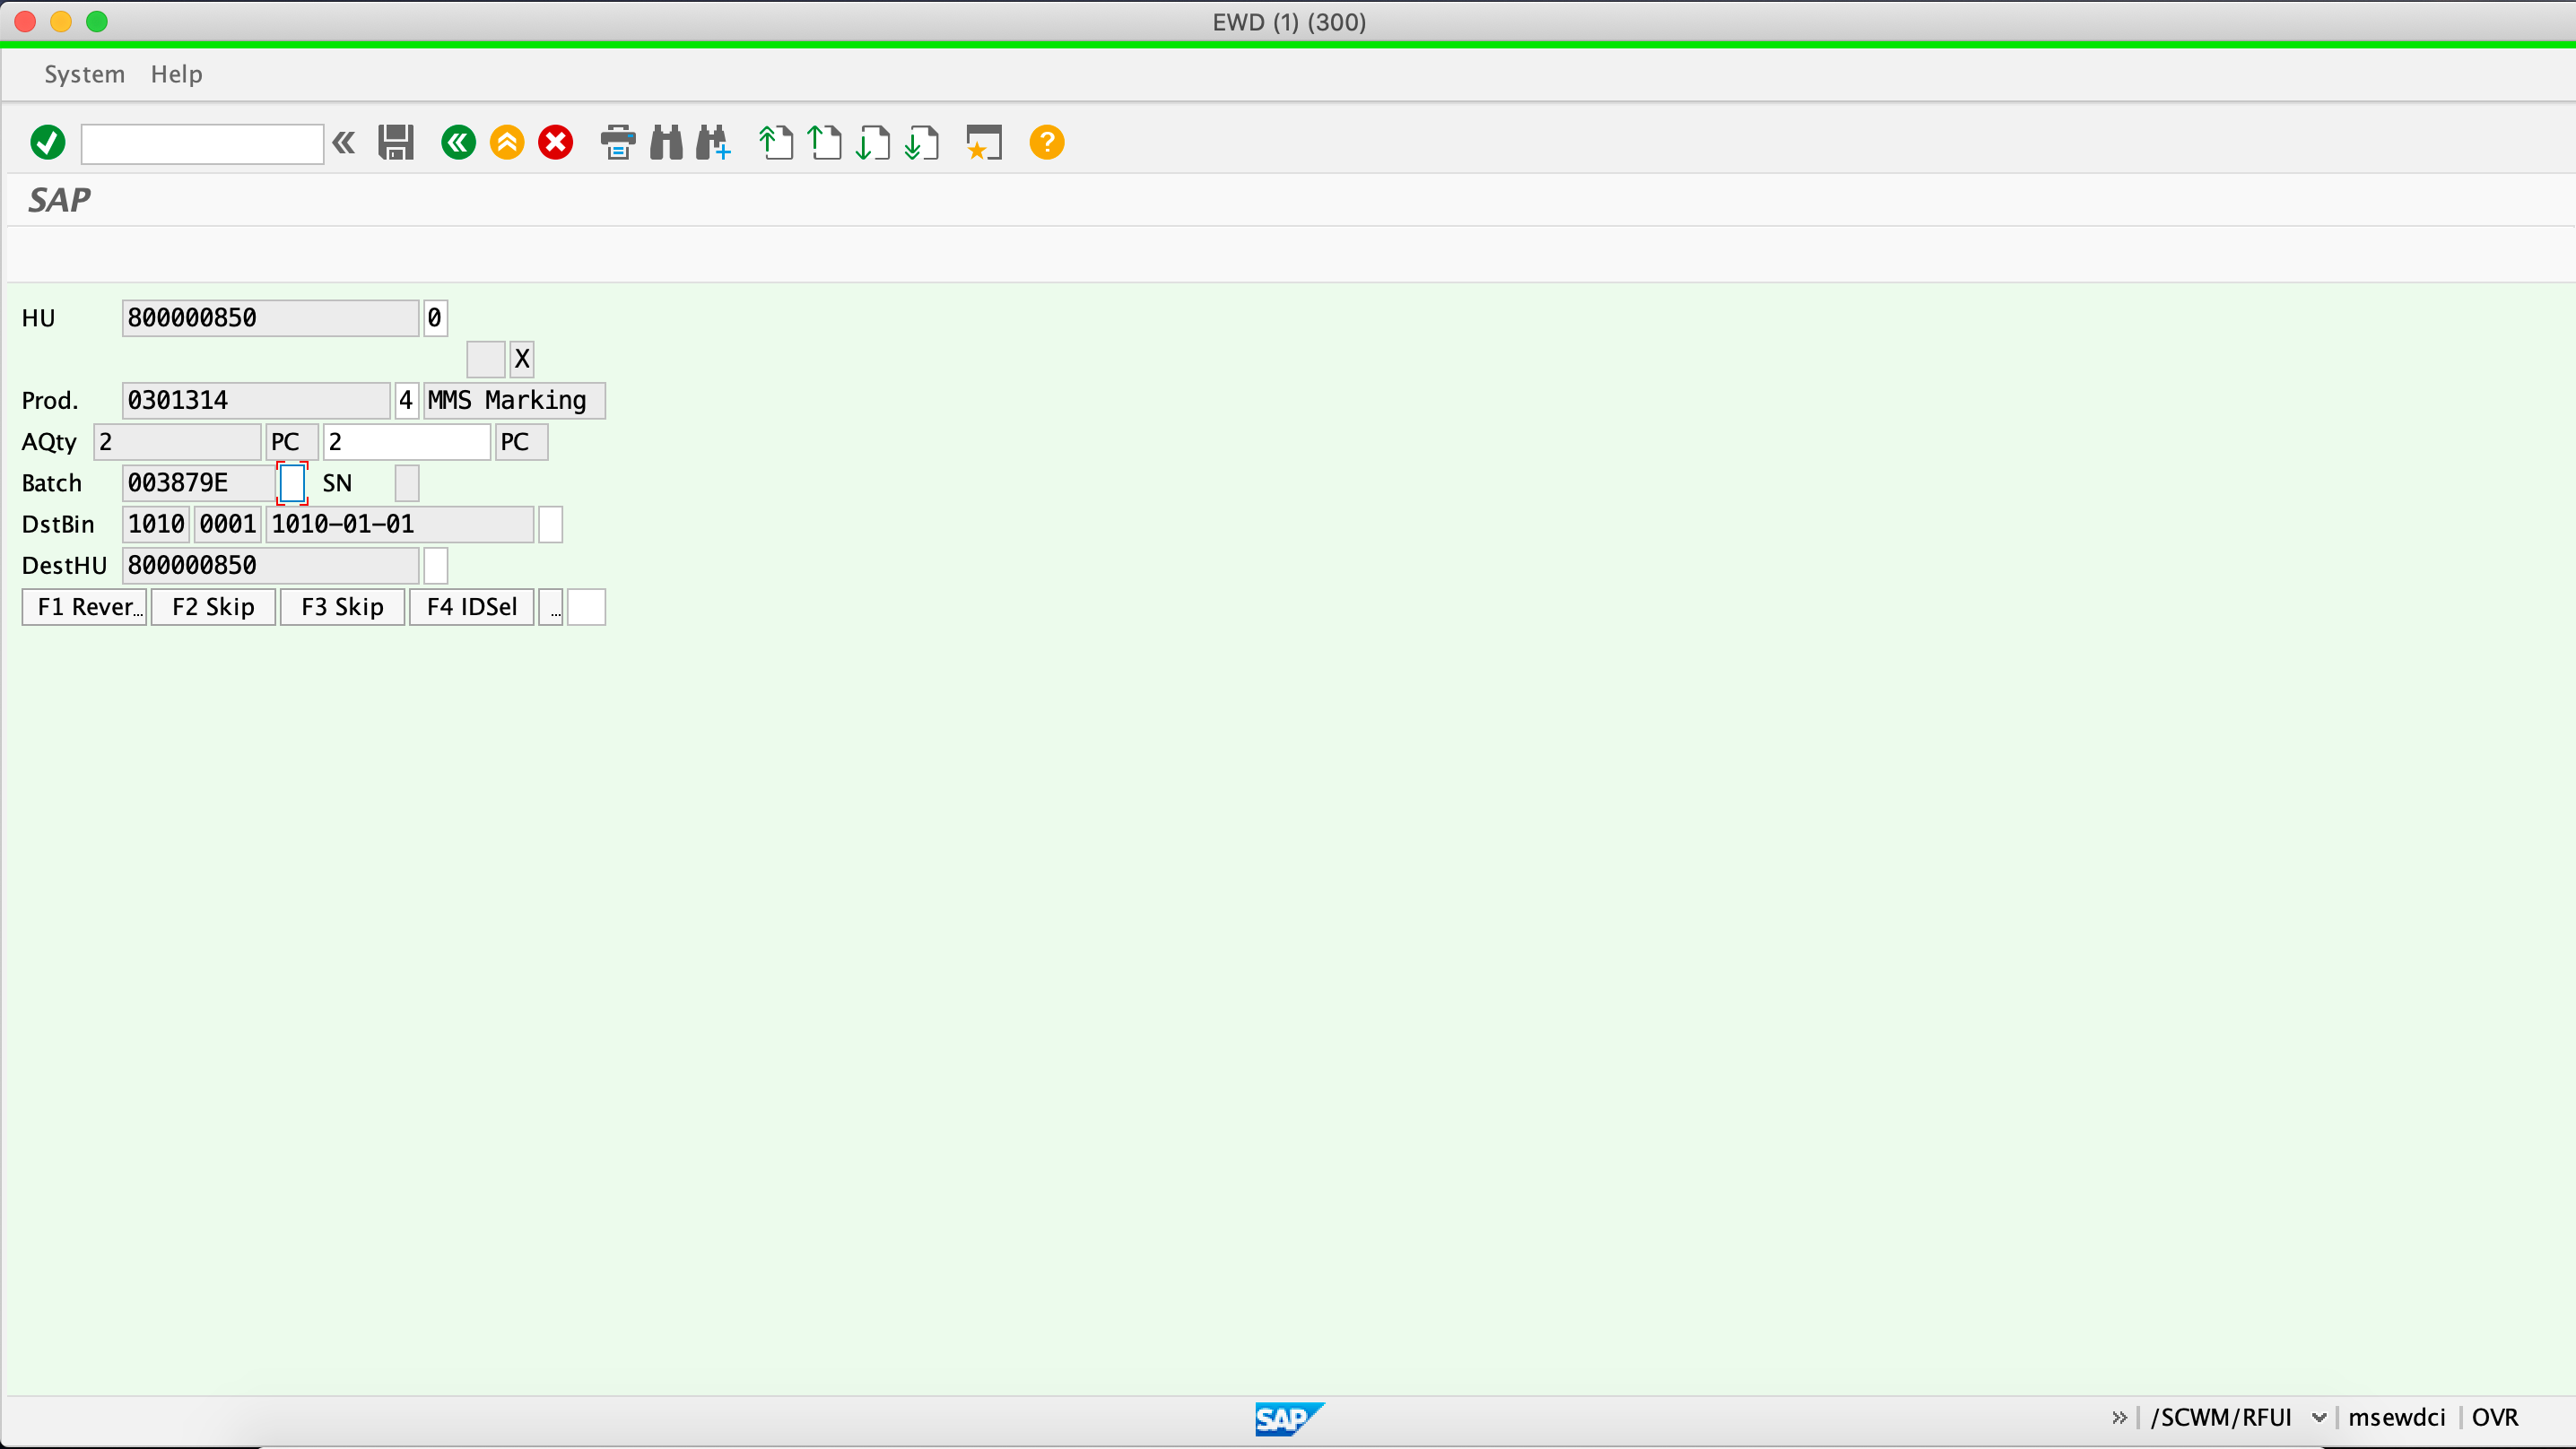 EWD (1) (300)
System Help
SAP
HU 800000850 0
X
Prod. 0301314 4 MMS Marking
AQty 2 PC 2 PC
Batch 003879E SN
DstBin 1010 0001 1010-01-01
DestHU 800000850
F1 Rever... F2 Skip F3 Skip F4 IDSel ...
SAP /SCWM/RFUI msewdci OVR